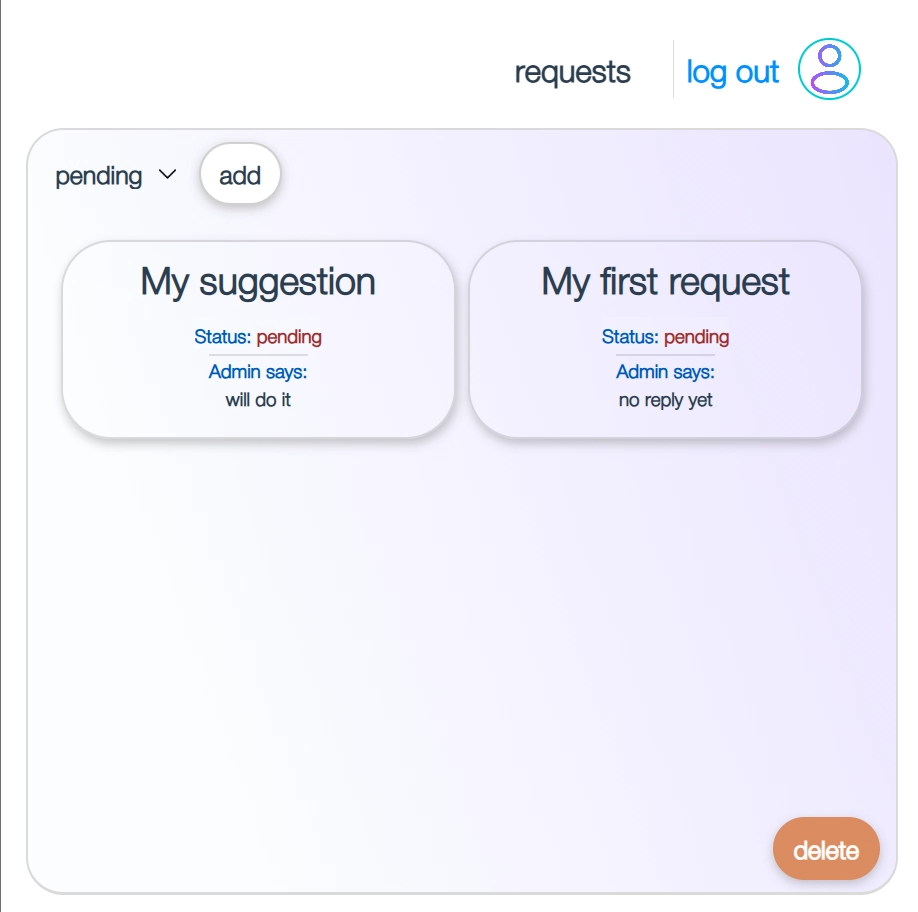 requests
log out
pending
add
My suggestion
Status: pending
Admin says:
will do it
My first request
Status: pending
Admin says:
no reply yet
delete